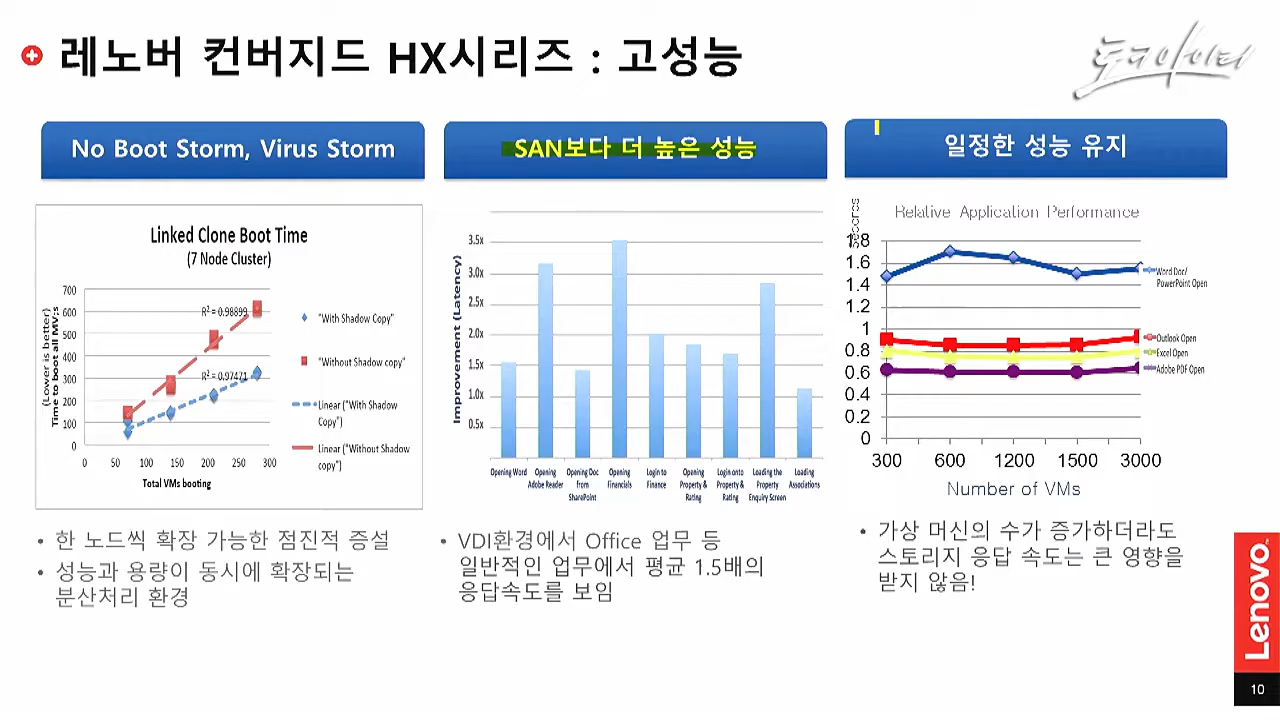 레노버 컨버지드 HX시리즈 : 고성능
토크아이티
No Boot Storm, Virus Storm
Linked Clone Boot Time
(7 Node Cluster)
(Lower is better)
Time to boot all MV:s
700
600
500
400
300
200
100
0
0 50 100 150 200 250 300
Total VMs booting
R² = 0.98899
R² = 0.97471
"With Shadow Copy"
"Without Shadow copy"
Linear ("With Shadow
Copy")
Linear ("Without Shadow
copy")
• 한 노드씩 확장 가능한 점진적 증설
• 성능과 용량이 동시에 확장되는
분산처리 환경
SAN보다 더 높은 성능
Improvement (Latency)
3.5x
3.0x
2.5x
2.0x
1.5x
1.0x
0.5x
Opening Word
Opening
Adobe Reader
Opening Doc
from
SharePoint
Opening
Financials
Login to
Finance
Opening
Property &
Rating
Login onto
Property &
Rating
Loading the
Property
Enquiry Screen
Loading
Associations
• VDI환경에서 Office 업무 등
일반적인 업무에서 평균 1.5배의
응답속도를 보임
일정한 성능 유지
Relative Application Performance
1.8
1.6
1.4
1.2
1
0.8
0.6
0.4
0.2
0
300 600 1200 1500 3000
Number of VMs
Word Doc/
PowerPoint Open
Outlook Open
Excel Open
Adobe PDF Open
• 가상 머신의 수가 증가하더라도
스토리지 응답 속도는 큰 영향을
받지 않음!
Lenovo
10